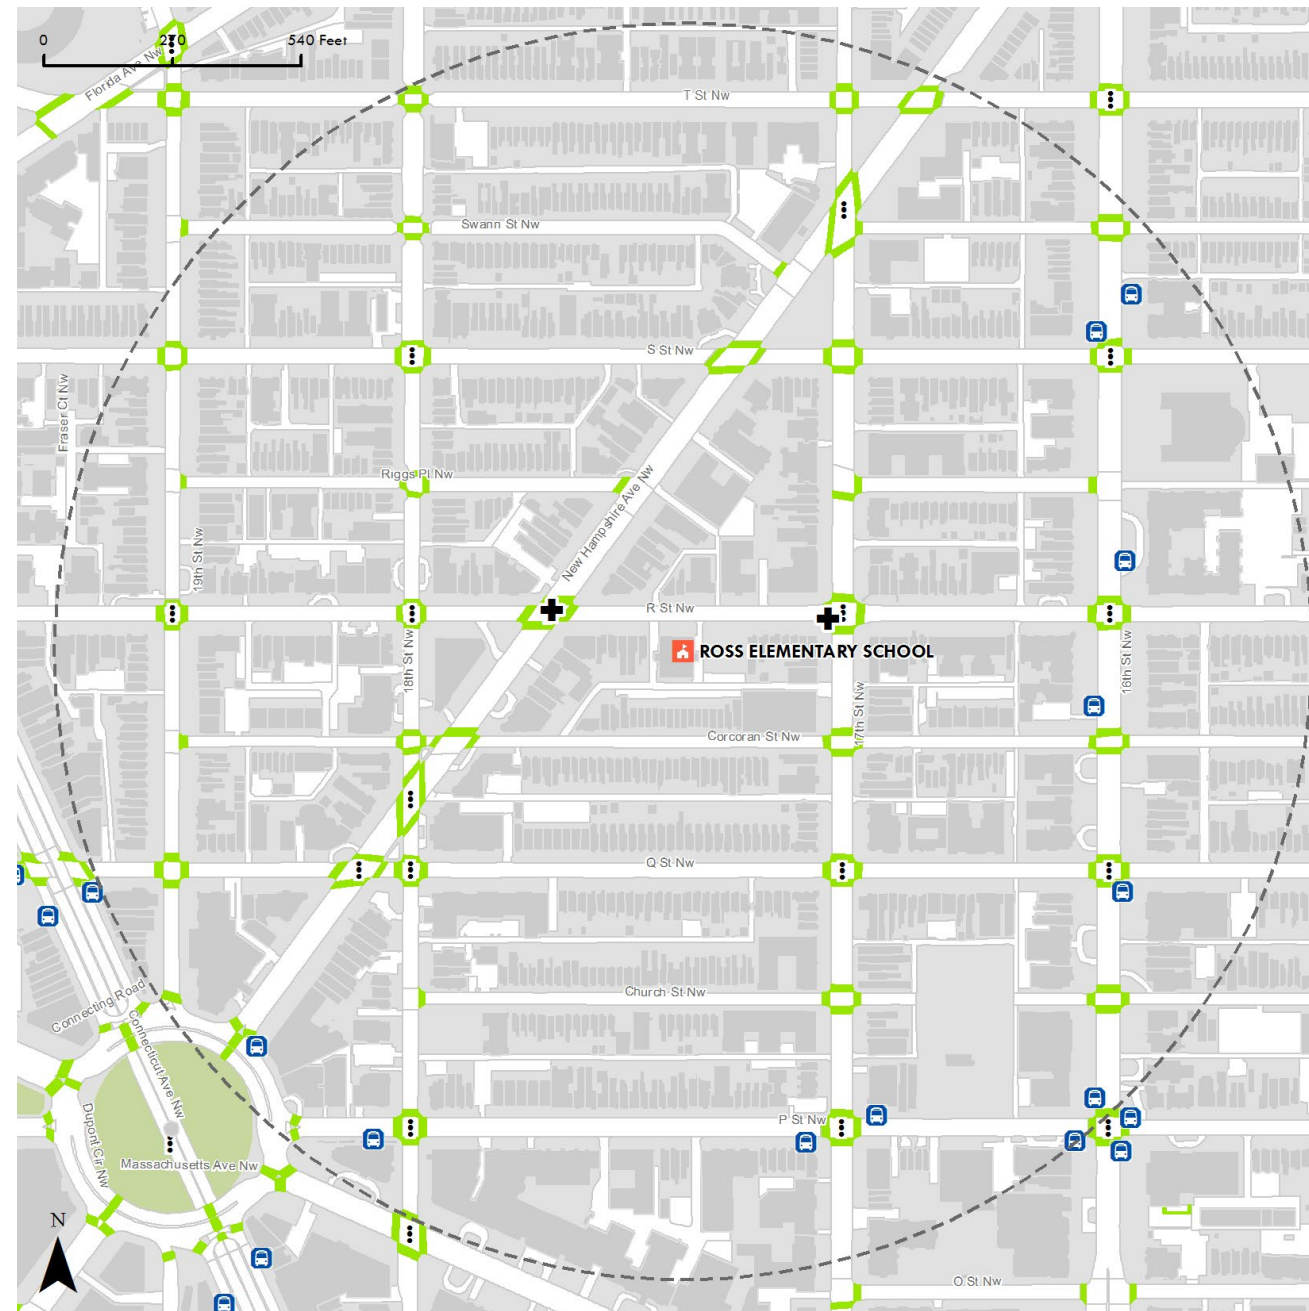 0
270
540 Feet
Florida Ave Nw
T St Nw
Swann St Nw
S St Nw
Fraser Ct Nw
Riggs Pl Nw
New Hampshire Ave Nw
19th St Nw
R St Nw
ROSS ELEMENTARY SCHOOL
18th St Nw
16th St Nw
17th St Nw
Corcoran St Nw
Q St Nw
Church St Nw
Connecting Road
Connecticut Ave Nw
P St Nw
Dupont Cir Nw
Massachusetts Ave Nw
N
O St Nw